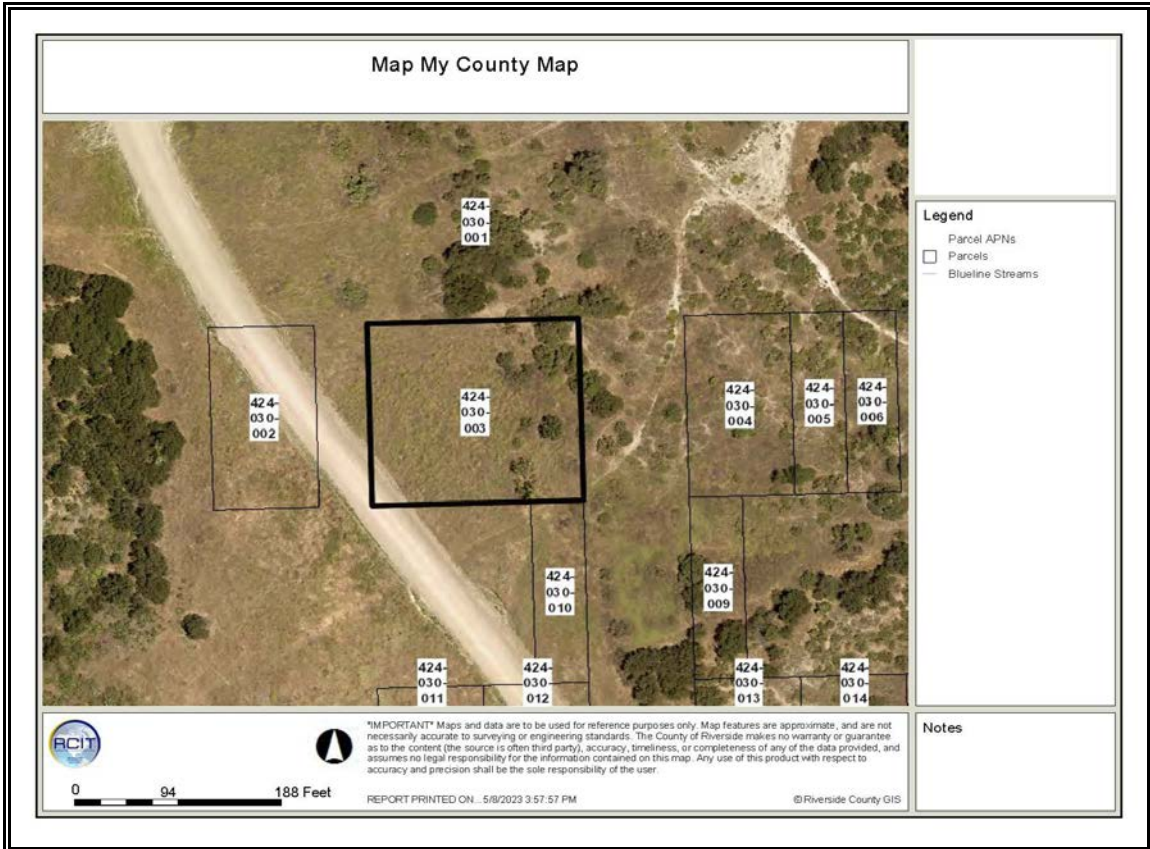 Map My County Map
424-
030-
001
424-
030-
002
424-
030-
003
424-
030-
004
424-
030-
005
424-
030-
006
424-
030-
010
424-
030-
009
424-
030-
011
424-
030-
012
424-
030-
013
424-
030-
014
Legend
Parcel APNs
Parcels
Blueline Streams
RCIT
0 94 188 Feet
*IMPORTANT* Maps and data are to be used for reference purposes only. Map features are approximate, and are not
necessarily accurate to surveying or engineering standards. The County of Riverside makes no warranty or guarantee
as to the content (the source is often third party), accuracy, timeliness, or completeness of any of the data provided, and
assumes no legal responsibility for the information contained on this map. Any use of this product with respect to
accuracy and precision shall be the sole responsibility of the user.
REPORT PRINTED ON... 5/8/2023 3:57:57 PM
© Riverside County GIS
Notes